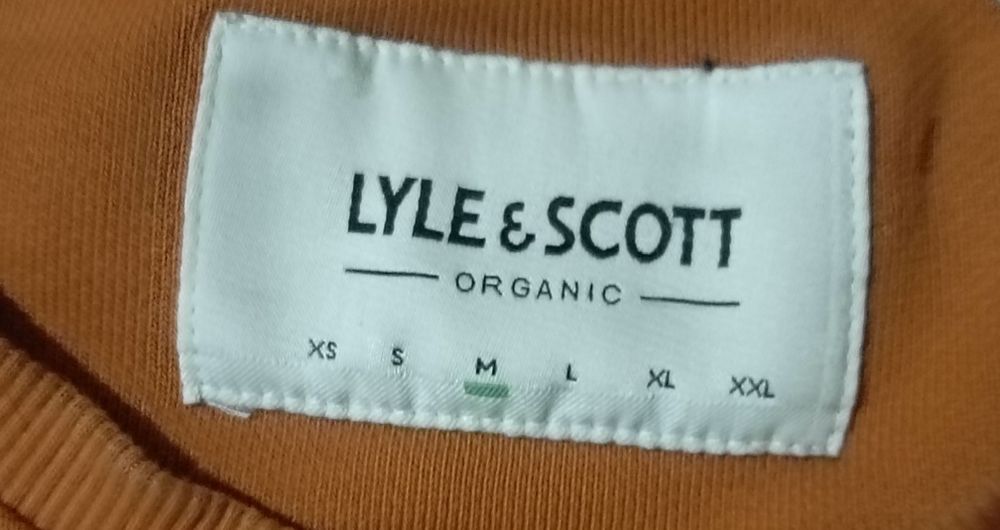 LYLE & SCOTT
ORGANIC
XS S M L XL XXL